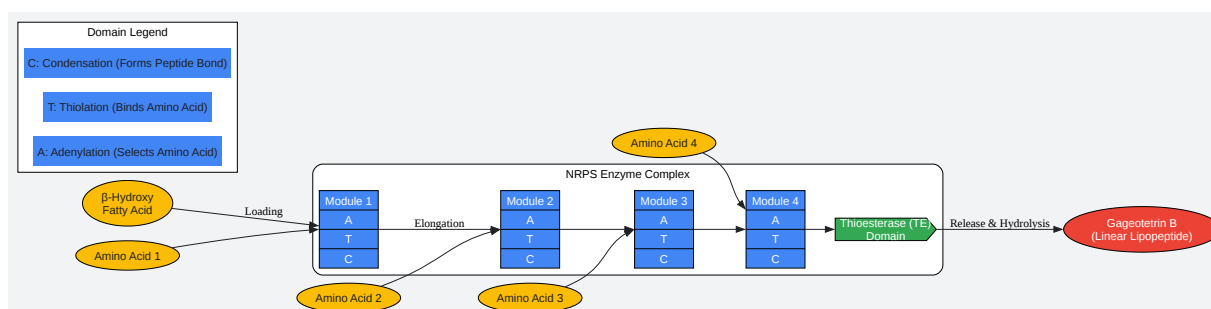 Domain Legend
C: Condensation (Forms Peptide Bond)
T: Thiolation (Binds Amino Acid)
A: Adenylation (Selects Amino Acid)
β-Hydroxy
Fatty Acid
Loading
Amino Acid 1
NRPS Enzyme Complex
Module 1
A
T
C
Elongation
Amino Acid 2
Module 2
A
T
C
Amino Acid 3
Module 3
A
T
C
Amino Acid 4
Module 4
A
T
C
Thioesterase (TE)
Domain
Release & Hydrolysis
Gageotetrin B
(Linear Lipopeptide)